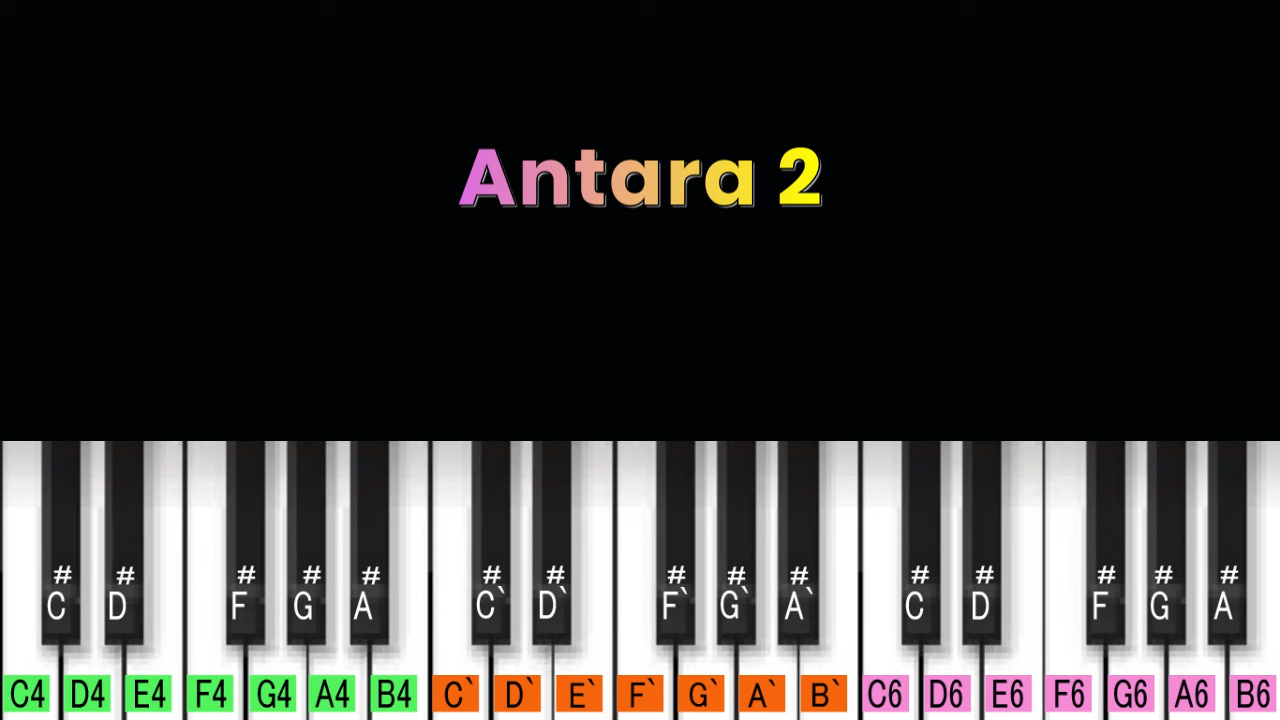 Antara 2
# # # # # # # # # # # # # # #
C D F G A C` D` F` G` A` C D F G A
C4 D4 E4 F4 G4 A4 B4 C` D` E` F` G` A` B` C6 D6 E6 F6 G6 A6 B6